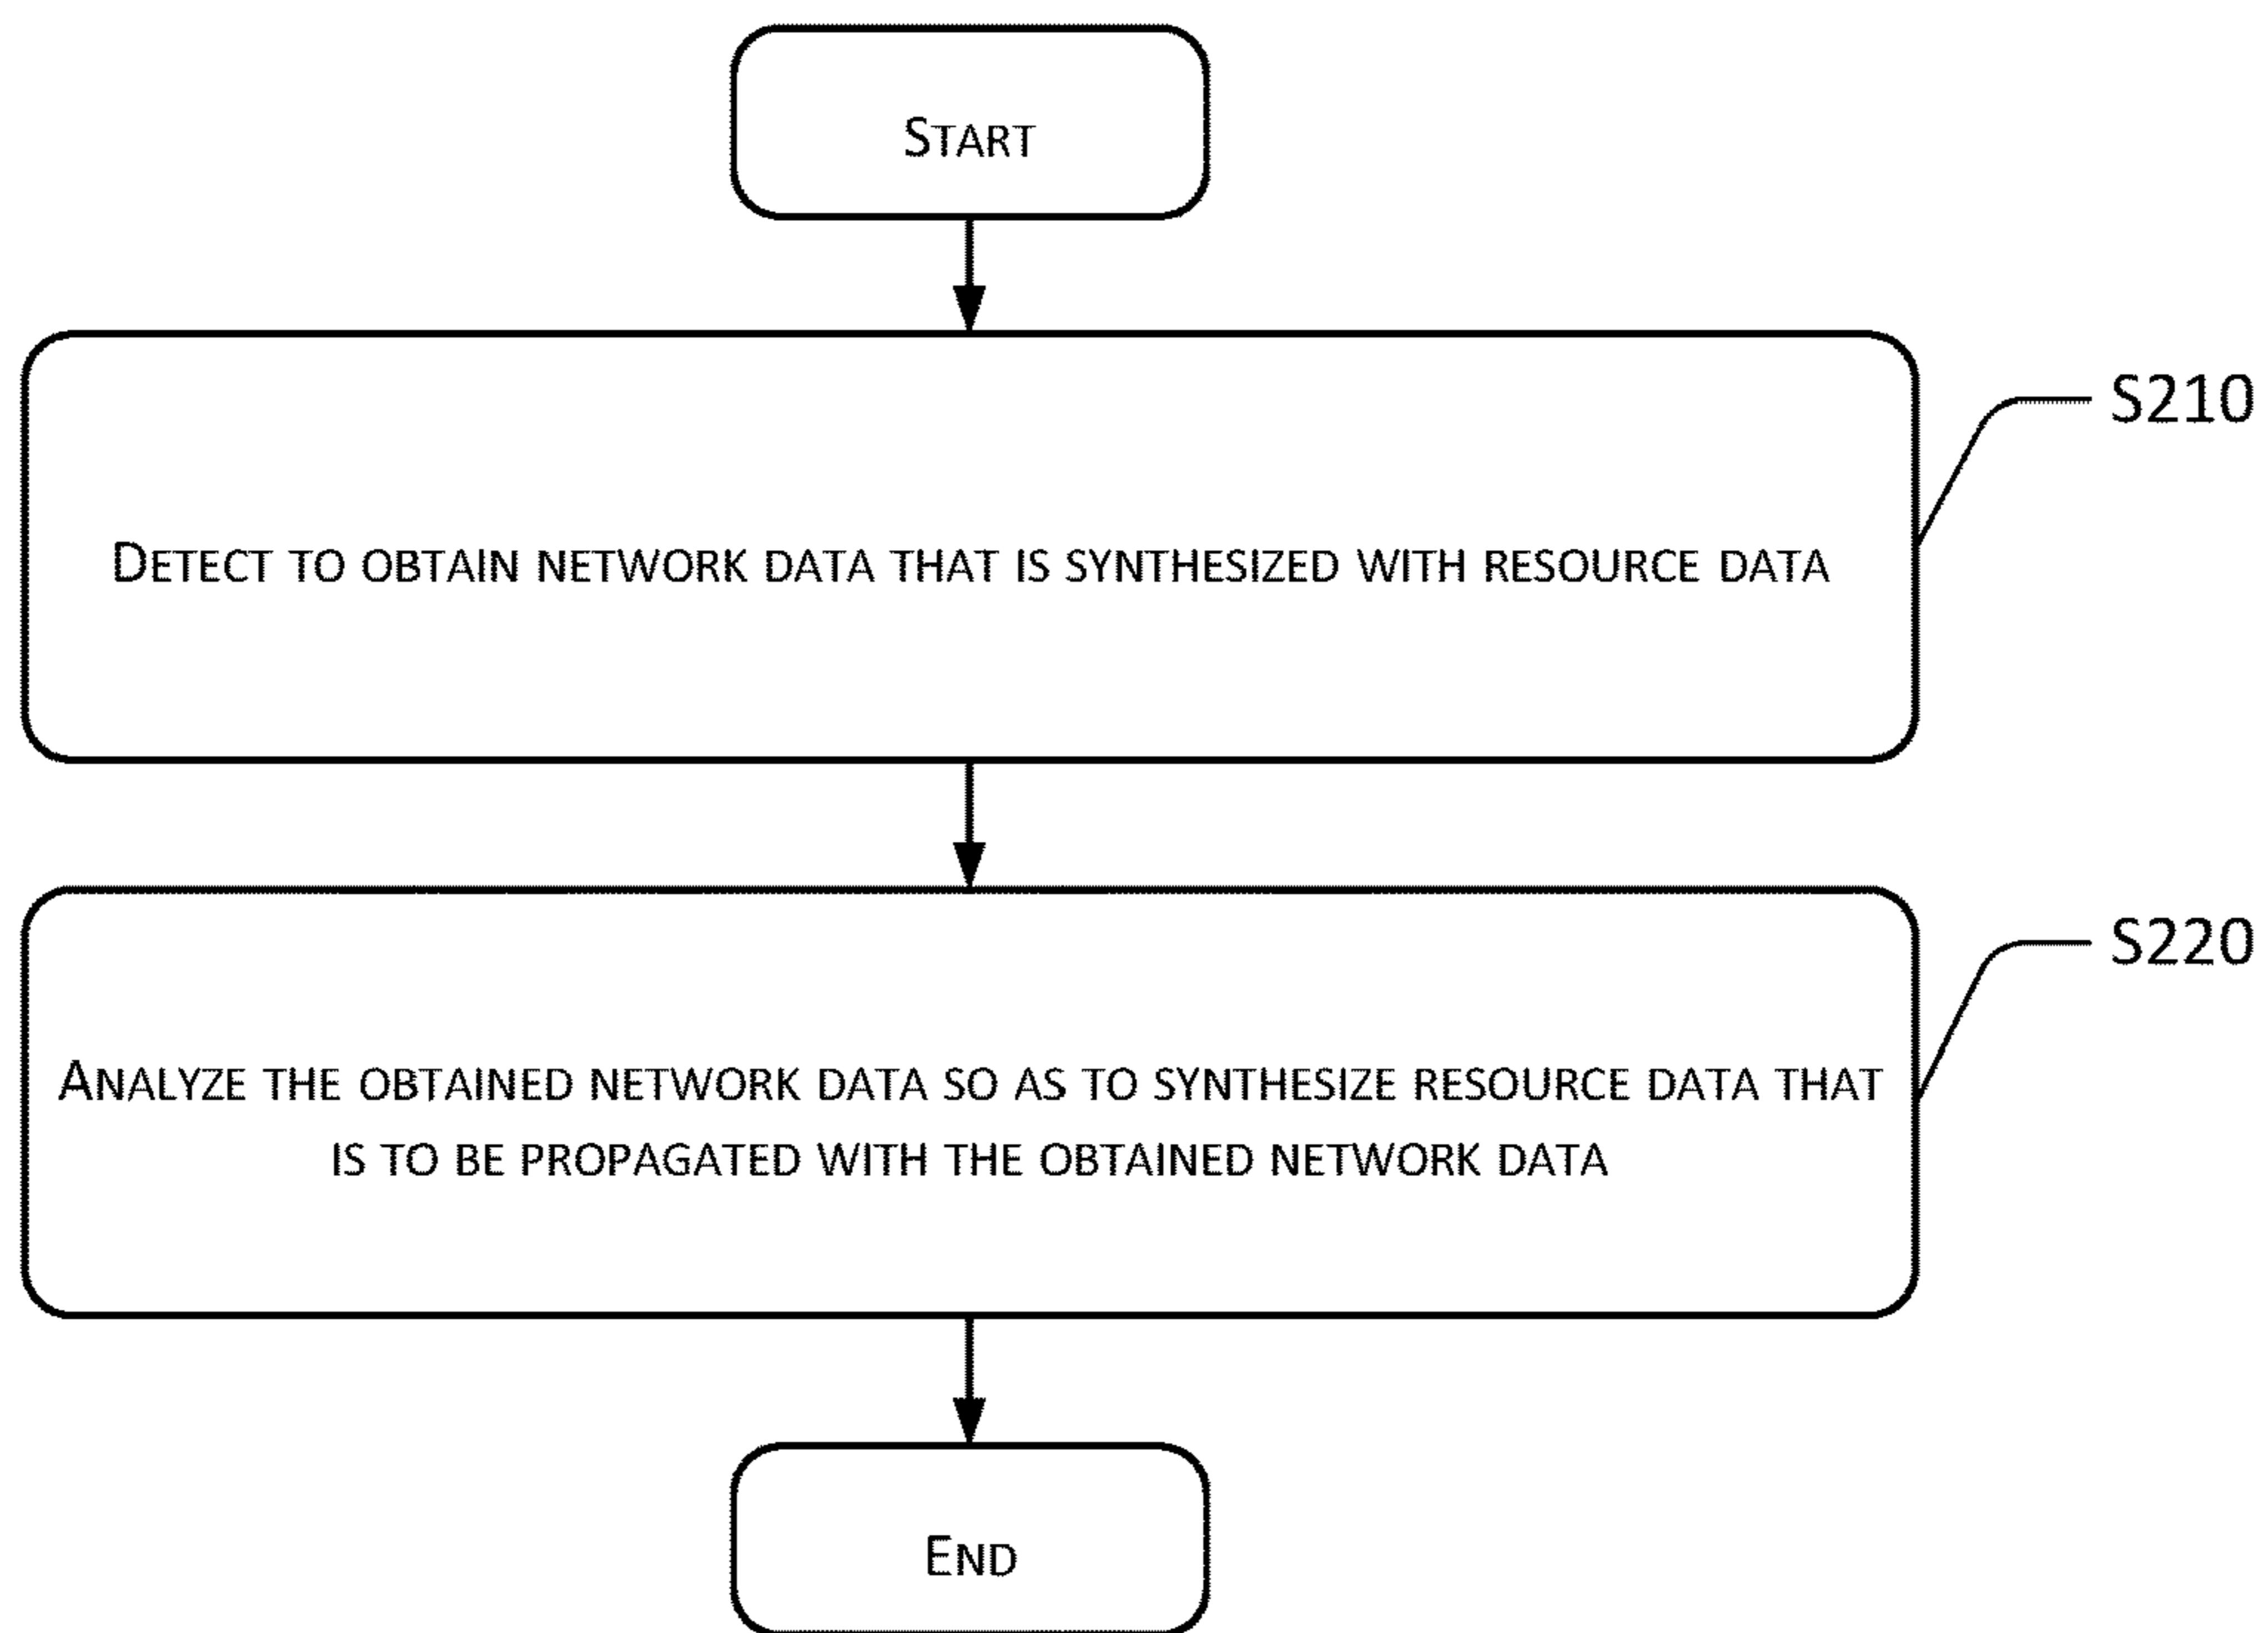 START
S210
DETECT TO OBTAIN NETWORK DATA THAT IS SYNTHESIZED WITH RESOURCE DATA
S220
ANALYZE THE OBTAINED NETWORK DATA SO AS TO SYNTHESIZE RESOURCE DATA THAT
IS TO BE PROPAGATED WITH THE OBTAINED NETWORK DATA
END